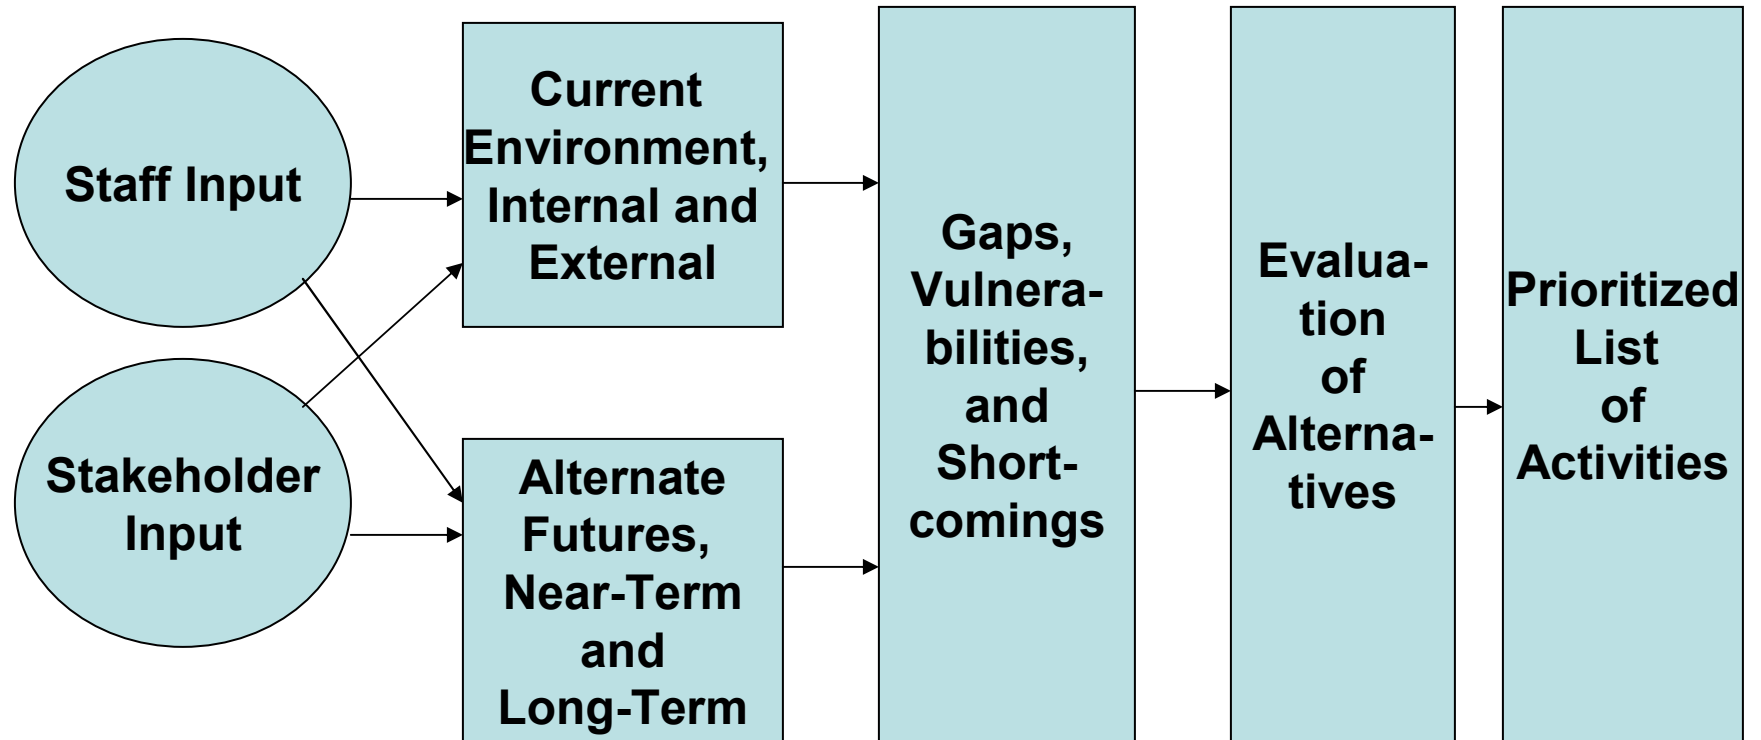 Staff Input
Stakeholder
Input
Current
Environment,
Internal and
External
Alternate
Futures,
Near-Term
and
Long-Term
Gaps,
Vulnera-
bilities,
and
Short-
comings
Evalua-
tion
of
Alterna-
tives
Prioritized
List
of
Activities